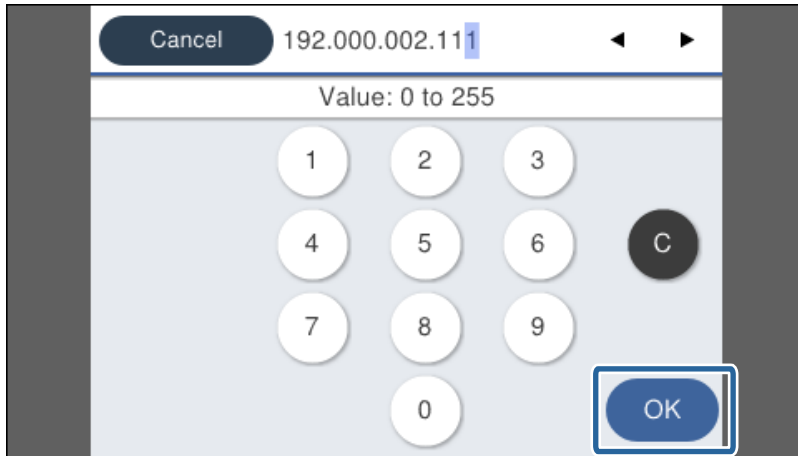 Cancel 192.000.002.111 ◄ ►
Value: 0 to 255
1 2 3
4 5 6 C
7 8 9
0 OK